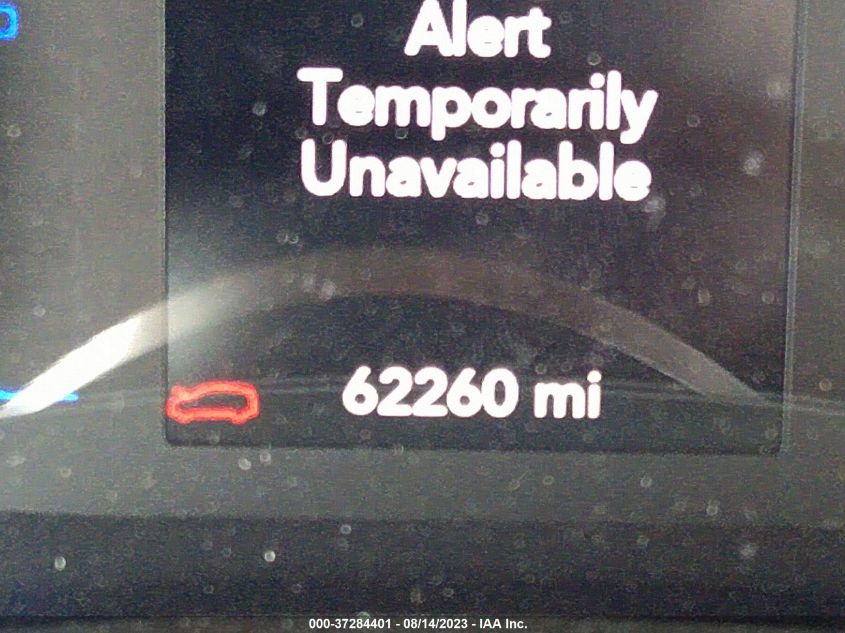 Alert
Temporarily
Unavailable
62260 mi
000-37284401 - 08/14/2023 - IAA Inc.